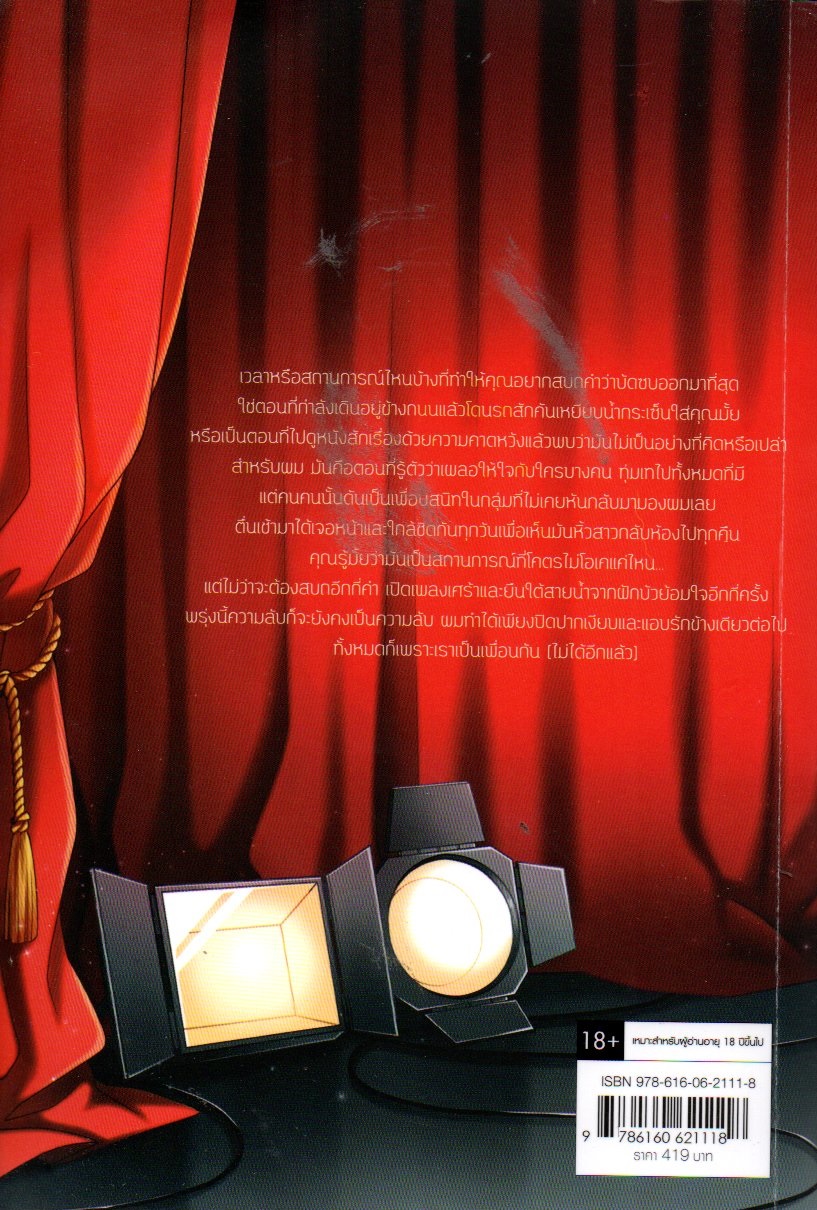 เวลาหรือสถานการณ์ไหนบ้างที่ทำให้คุณอยากสบถคำว่าบัดซบออกมาที่สุด
ใช่ตอนที่กำลังเดินอยู่ข้างถนนแล้วโดนรถสักคันเหยียบน้ำกระเซ็นใส่คุณมั้ย
หรือเป็นตอนที่ไปดูหนังสักเรื่องด้วยความคาดหวังแล้วพบว่ามันไม่เป็นอย่างที่คิดหรือเปล่า
สำหรับผม มันคือตอนที่รู้ตัวว่าเผลอให้ใจกับใครบางคน ทุ่มเทไปทั้งหมดที่มี
แต่คนคนนั้นดันเป็นเพื่อนสนิทในกลุ่มที่ไม่เคยหันกลับมามองผมเลย
ตื่นเช้ามาได้เจอหน้าและใกล้ชิดกันทุกวันเพื่อเห็นมันหิ้วสาวกลับห้องไปทุกคืน
คุณรู้มั้ยว่ามันเป็นสถานการณ์ที่โคตรไม่โอเคแค่ไหน...
แต่ไม่ว่าจะต้องสบถอีกกี่คำ เปิดเพลงเศร้าและยืนใต้สายน้ำจากฝักบัวย้อมใจอีกกี่ครั้ง
พรุ่งนี้ความลับก็จะยังคงเป็นความลับ ผมทำได้เพียงปิดปากเงียบและแอบรักข้างเดียวต่อไป
ทั้งหมดก็เพราะเราเป็นเพื่อนกัน (ไม่ได้อีกแล้ว)
18+ เหมาะสำหรับผู้อ่านอายุ 18 ปีขึ้นไป
ISBN 978-616-06-2111-8
9 786160 621118
ราคา 419 บาท